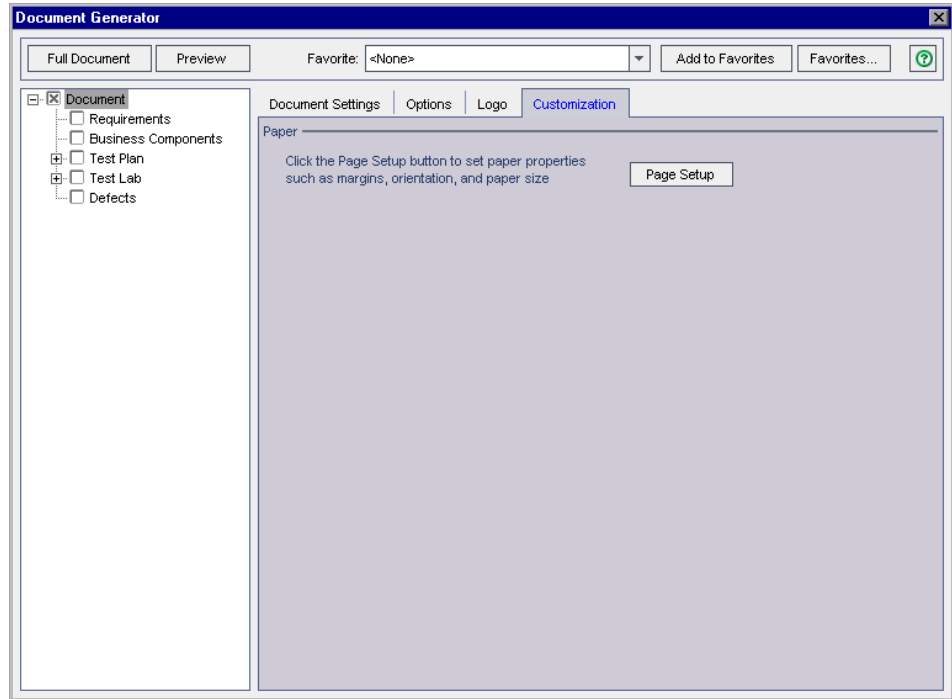 Document Generator
Full Document Preview Favorite: <None> Add to Favorites Favorites... ?
Document
Requirements
Business Components
Test Plan
Test Lab
Defects
Document Settings Options Logo Customization
Paper
Click the Page Setup button to set paper properties
such as margins, orientation, and paper size
Page Setup